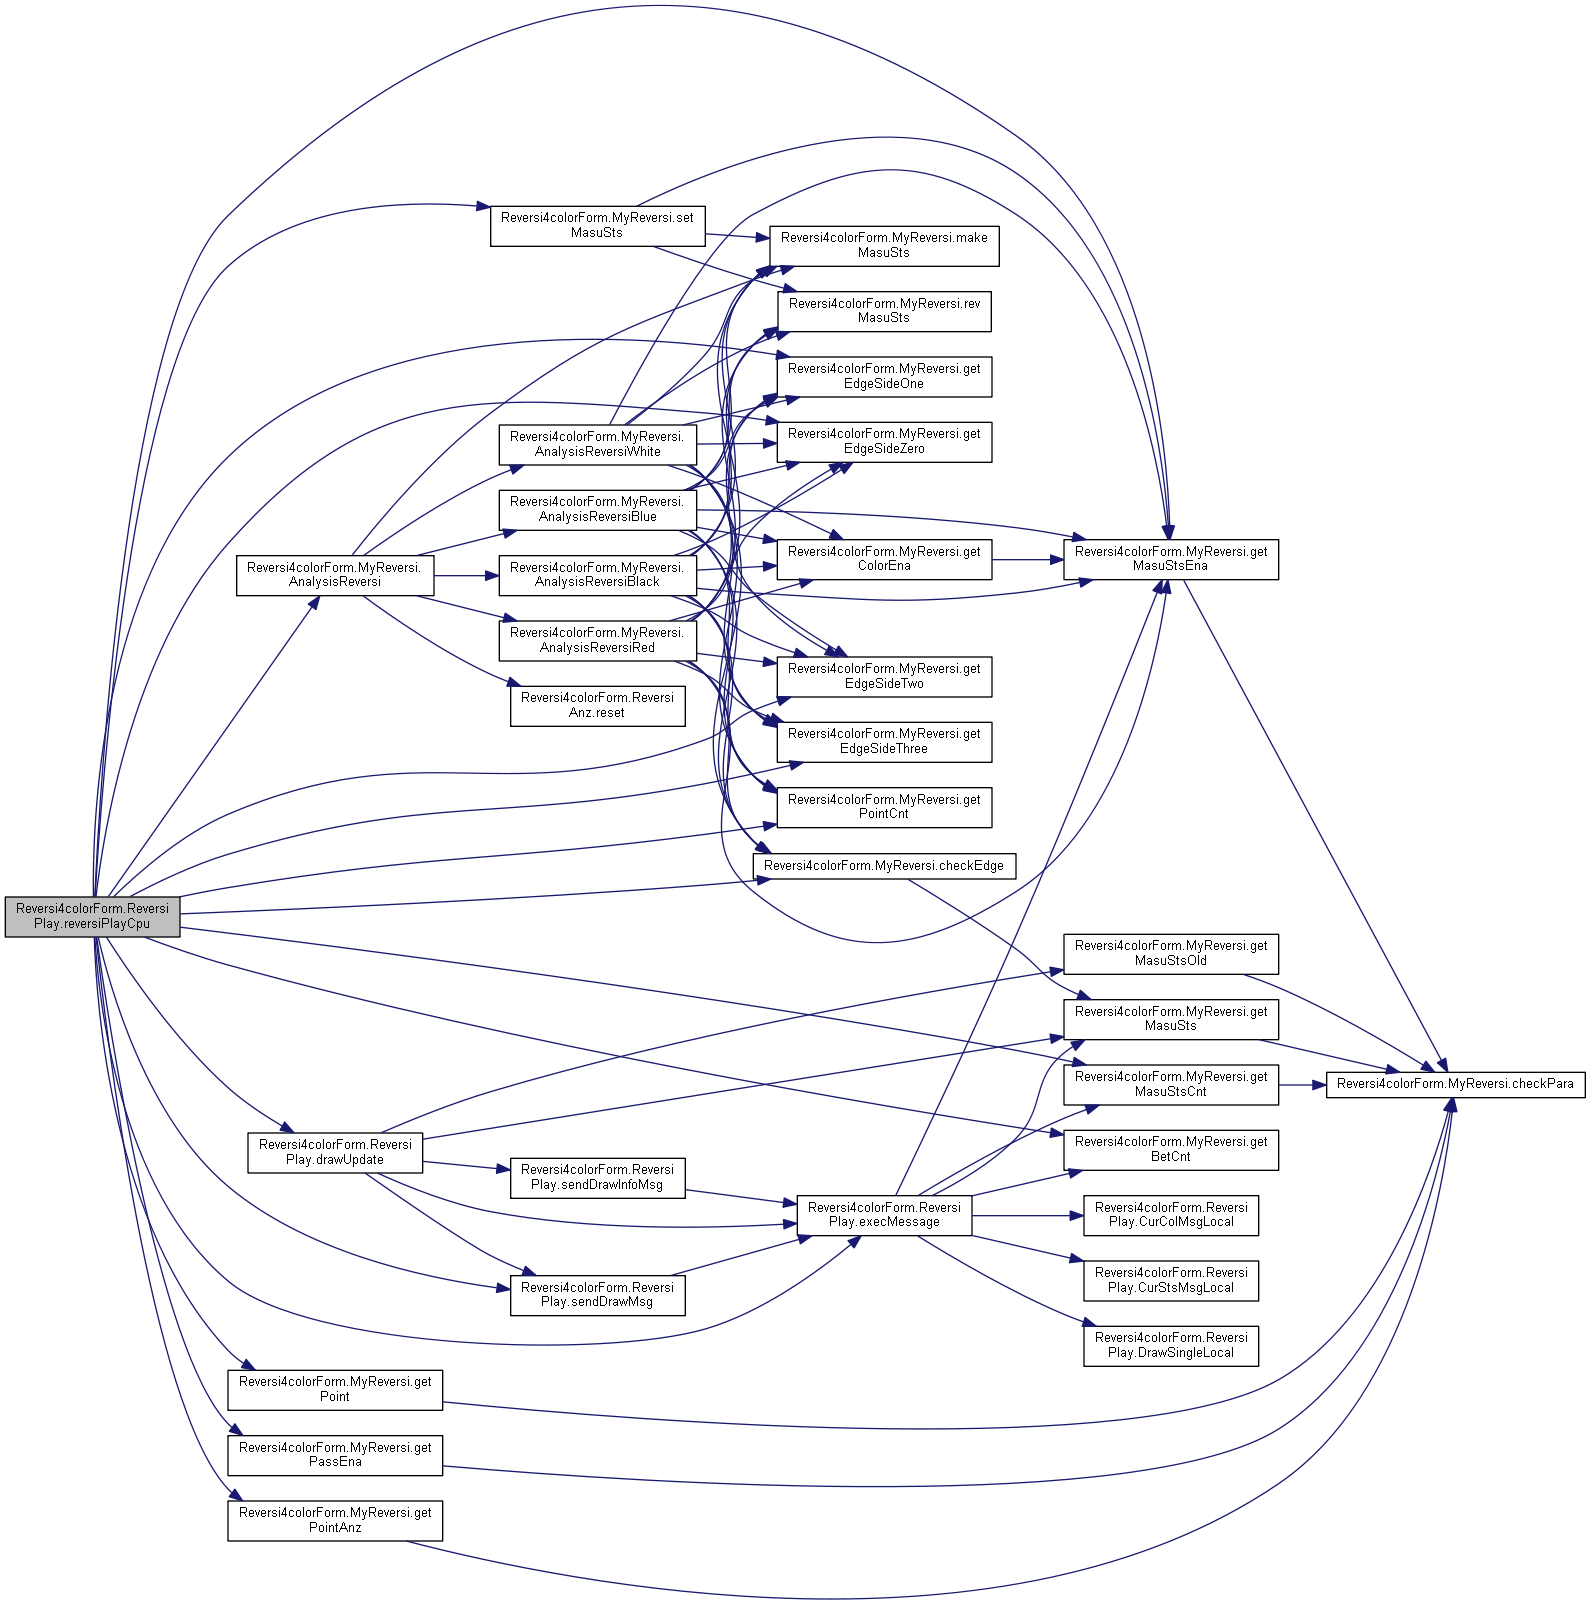 Reversi4colorForm.MyReversi.set
MasuSts
Reversi4colorForm.MyReversi.make
MasuSts
Reversi4colorForm.MyReversi.rev
MasuSts
Reversi4colorForm.MyReversi.get
EdgeSideOne
Reversi4colorForm.MyReversi.get
EdgeSideZero
Reversi4colorForm.MyReversi.
AnalysisReversiWhite
Reversi4colorForm.MyReversi.
AnalysisReversiBlue
Reversi4colorForm.MyReversi.get
ColorEna
Reversi4colorForm.MyReversi.get
MasuStsEna
Reversi4colorForm.MyReversi.
AnalysisReversi
Reversi4colorForm.MyReversi.
AnalysisReversiBlack
Reversi4colorForm.MyReversi.
AnalysisReversiRed
Reversi4colorForm.MyReversi.get
EdgeSideTwo
Reversi4colorForm.Reversi
Anz.reset
Reversi4colorForm.MyReversi.get
EdgeSideThree
Reversi4colorForm.MyReversi.get
PointCnt
Reversi4colorForm.MyReversi.checkEdge
Reversi4colorForm.Reversi
Play.reversiPlayCpu
Reversi4colorForm.MyReversi.get
MasuStsOld
Reversi4colorForm.MyReversi.get
MasuSts
Reversi4colorForm.MyReversi.get
MasuStsCnt
Reversi4colorForm.MyReversi.checkPara
Reversi4colorForm.Reversi
Play.drawUpdate
Reversi4colorForm.MyReversi.get
BetCnt
Reversi4colorForm.Reversi
Play.sendDrawInfoMsg
Reversi4colorForm.Reversi
Play.execMessage
Reversi4colorForm.Reversi
Play.CurColMsgLocal
Reversi4colorForm.Reversi
Play.CurStsMsgLocal
Reversi4colorForm.Reversi
Play.sendDrawMsg
Reversi4colorForm.Reversi
Play.DrawSingleLocal
Reversi4colorForm.MyReversi.get
Point
Reversi4colorForm.MyReversi.get
PassEna
Reversi4colorForm.MyReversi.get
PointAnz